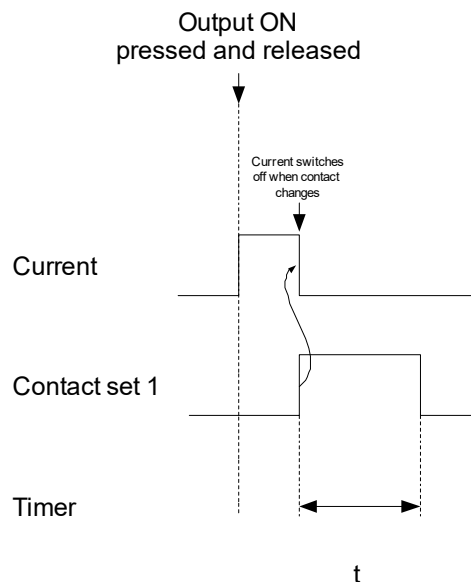 Output ON
pressed and released
Current switches
off when contact
changes
Current
Contact set 1
Timer
t